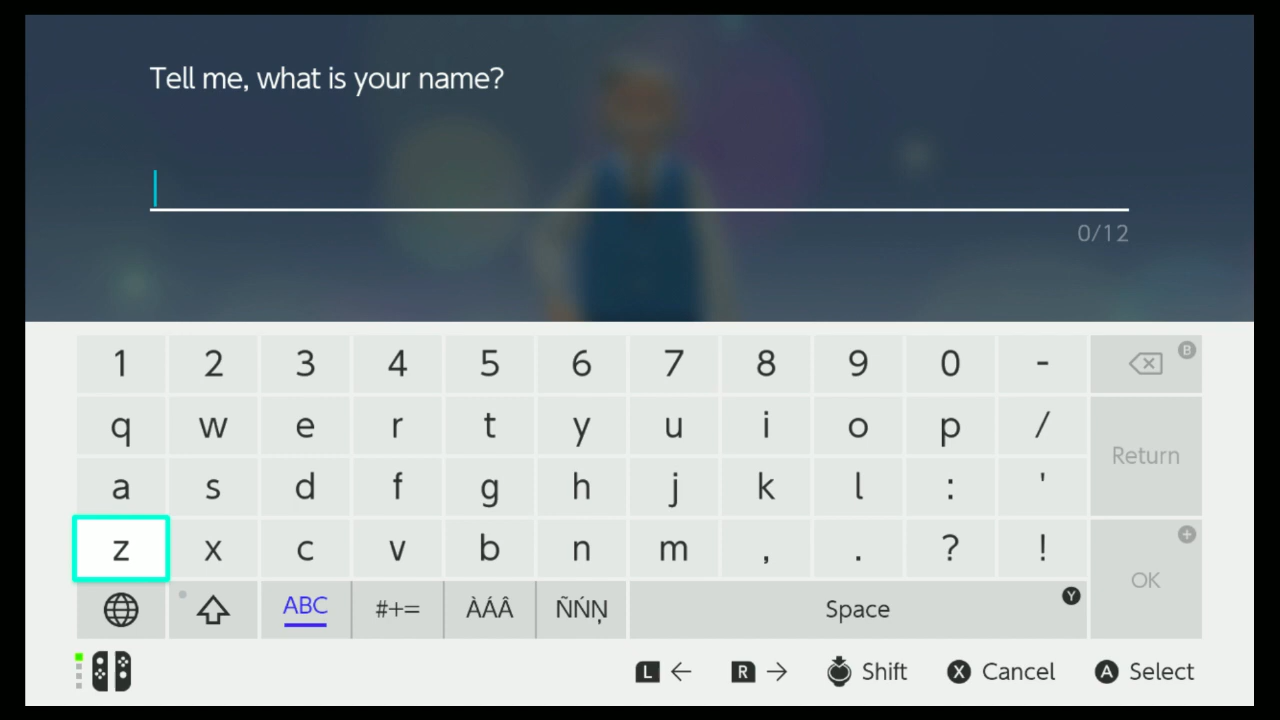 Tell me, what is your name?
0/12
1 2 3 4 5 6 7 8 9 0 - B
q w e r t y u i o p / Return
a s d f g h j k l : '
z x c v b n m , . ? ! + OK
ABC #+= ÀÁÂ ÑŃŅ Space Y
L ← R → Shift X Cancel A Select